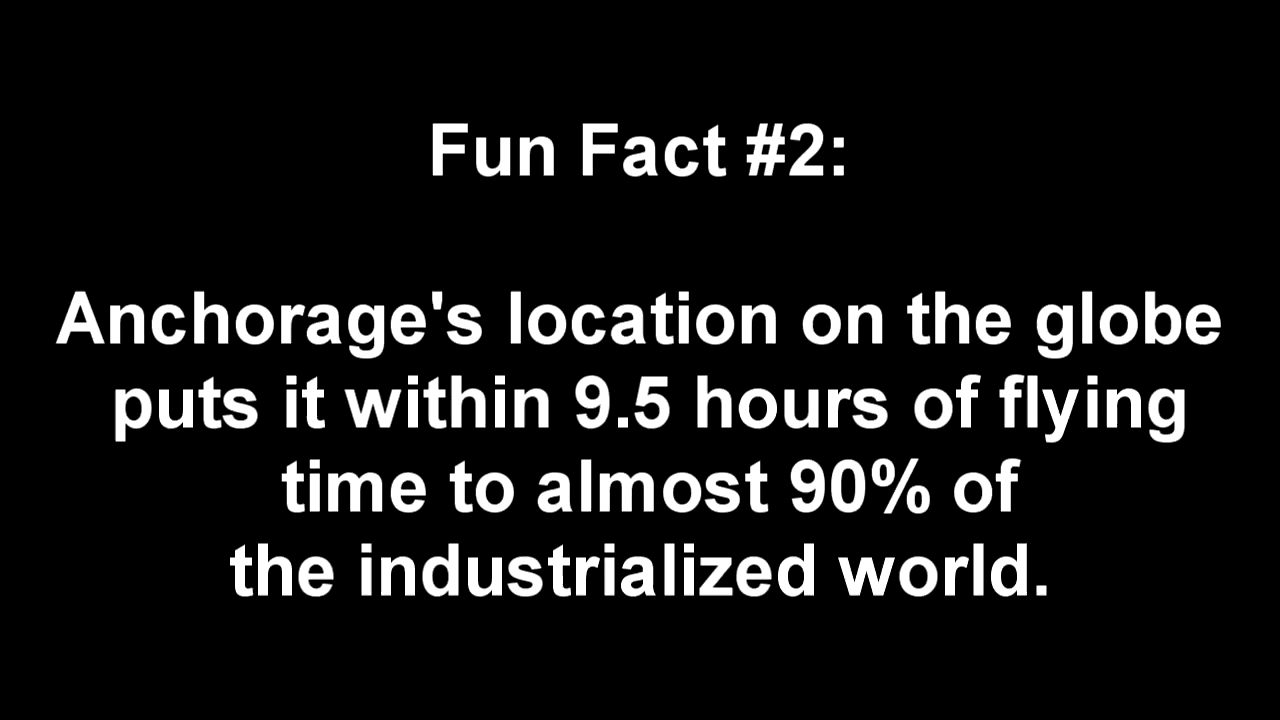 Fun Fact #2:
Anchorage's location on the globe
puts it within 9.5 hours of flying
time to almost 90% of
the industrialized world.